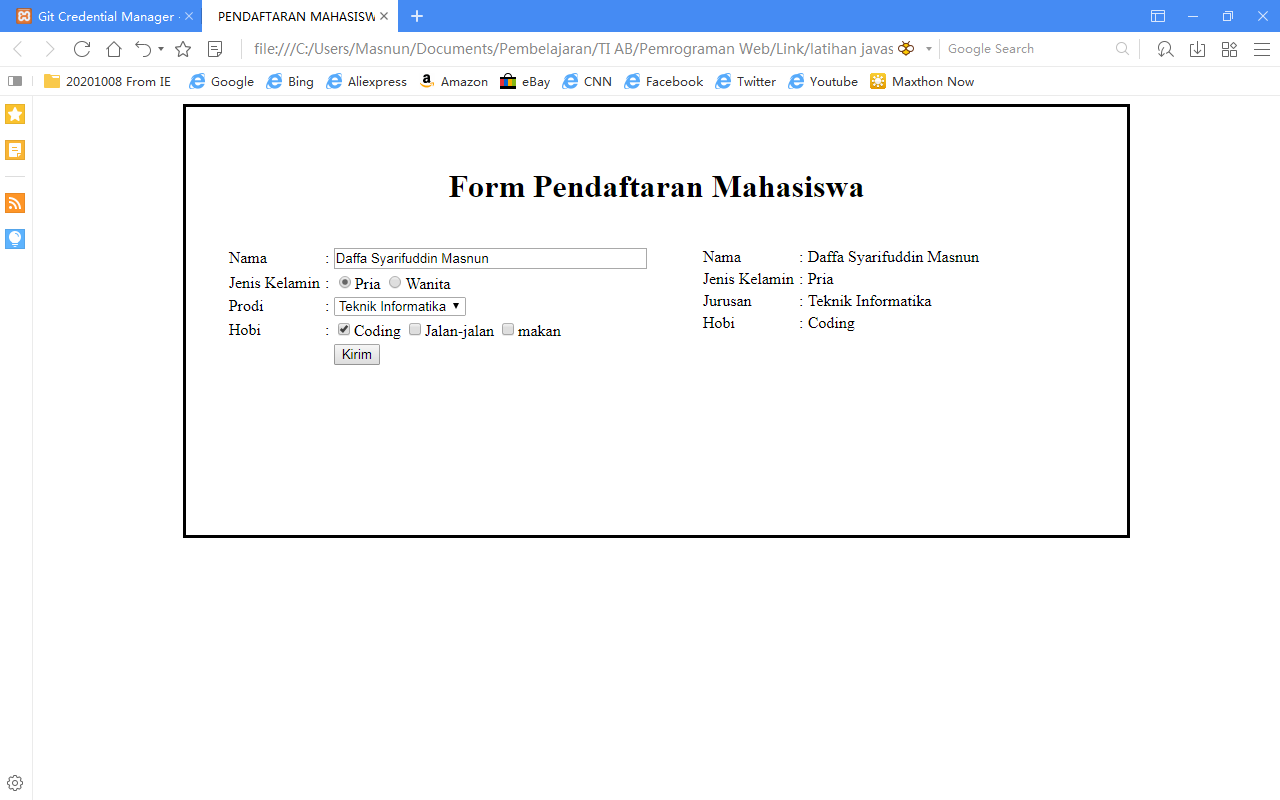 Git Credential Manager
PENDAFTARAN MAHASISW
file:///C:/Users/Masnun/Documents/Pembelajaran/TI AB/Pemrograman Web/Link/latihan javas
Google Search
20201008 From IE Google Bing Aliexpress Amazon eBay CNN Facebook Twitter Youtube Maxthon Now
Form Pendaftaran Mahasiswa
Nama : Daffa Syarifuddin Masnun
Jenis Kelamin : Pria Wanita
Prodi : Teknik Informatika
Hobi : Coding Jalan-jalan makan
Kirim
Nama : Daffa Syarifuddin Masnun
Jenis Kelamin : Pria
Jurusan : Teknik Informatika
Hobi : Coding